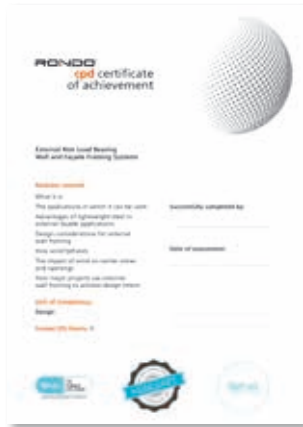 RONDO
cpd certificate
of achievement
External Non Load Bearing
Wall and Façade Framing Systems
What it is
The applications in which it can be used
Successfully completed by:
Advantages of lightweight steel in
external façade applications
Design considerations for external
wall framing
How wind behaves
Date of assessment:
The impact of wind on corner zones
and openings
How major projects use external
wall framing to achieve design intent
Unit of Competency:
Design